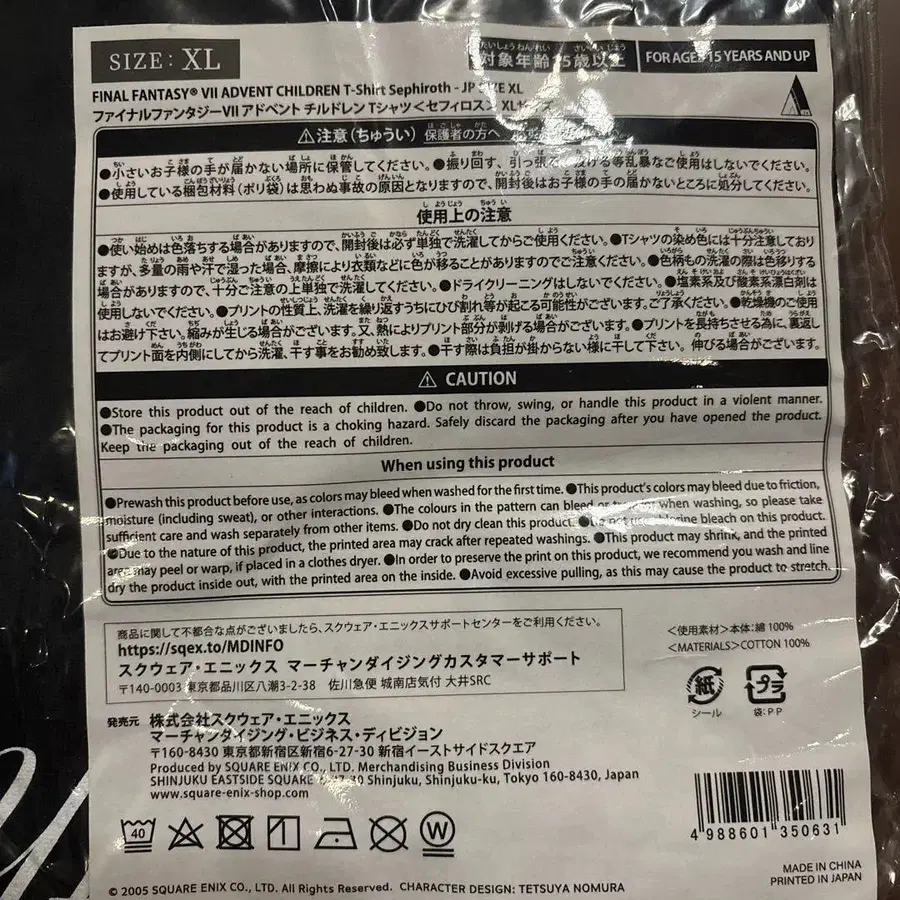 SIZE: XL
対象年齢15歳以上
FOR AGES 15 YEARS AND UP
FINAL FANTASY® VII ADVENT CHILDREN T-Shirt Sephiroth - JP SIZE XL
ファイナルファンタジーVII アドベント チルドレン Tシャツ<セフィロス> XLサイズ
⚠注意(ちゅうい) 保護者の方へ
●小さいお子様の手が届かない場所に保管してください。●振り回す、引っ張る、投げる等乱暴なご使用はしないでください。
●使用している梱包材料(ポリ袋)は思わぬ事故の原因となりますので、開封後はお子様の手の届かないところに処分してください。
使用上の注意
●使い始めは色落ちする場合がありますので、開封後は必ず単独で洗濯してからご使用ください。●Tシャツの染め色には十分注意しており
ますが、多量の雨や汗で湿った場合、摩擦により衣類などに色が移ることがありますのでご注意ください。●色柄もの洗濯の際は色移りする
場合がありますので、十分ご注意の上単独で洗濯してください。●ドライクリーニングはしないでください。●塩素系及び酸素系漂白剤は
使用しないでください。●プリントの性質上、洗濯を繰り返すうちにひび割れ等が起こる可能性がございます。ご了承ください。●乾燥機のご使用
はお避け下さい。縮みが生じる場合がございます。又、熱によりプリント部分が剥げる場合がございます。●プリントを長持ちさせる為に、裏返し
てプリント面を内側にしてから洗濯、干す事をお勧め致します。●干す際は負担が掛からない様に干して下さい。伸びる場合がございます。
⚠ CAUTION
●Store this product out of the reach of children. ●Do not throw, swing, or handle this product in a violent manner.
●The packaging for this product is a choking hazard. Safely discard the packaging after you have opened the product.
Keep the packaging out of the reach of children.
When using this product
●Prewash this product before use, as colors may bleed when washed for the first time. ●This product's colors may bleed due to friction,
moisture (including sweat), or other interactions. ●The colours in the pattern can bleed or transfer when washing, so please take
sufficient care and wash separately from other items. ●Do not dry clean this product. ●Do not use chlorine bleach on this product.
●Due to the nature of this product, the printed area may crack after repeated washings. ●This product may shrink, and the printed
area may peel or warp, if placed in a clothes dryer. ●In order to preserve the print on this product, we recommend you wash and line
dry the product inside out, with the printed area on the inside. ●Avoid excessive pulling, as this may cause the product to stretch.
商品に関して不都合な点がございましたら、スクウェア・エニックスサポートセンターをご利用ください。
https://sqex.to/MDINFO
スクウェア・エニックス マーチャンダイジングカスタマーサポート
〒140-0003 東京都品川区八潮3-2-38 佐川急便 城南店気付 大井SRC
<使用素材>本体:綿 100%
<MATERIALS>COTTON 100%
紙
シール
プラ
袋:PP
発売元 株式会社スクウェア・エニックス
マーチャンダイジング・ビジネス・ディビジョン
〒160-8430 東京都新宿区新宿6-27-30 新宿イーストサイドスクエア
Produced by SQUARE ENIX CO., LTD. Merchandising Business Division
SHINJUKU EASTSIDE SQUARE 6-27-30 Shinjuku, Shinjuku-ku, Tokyo 160-8430, Japan
www.square-enix-shop.com
40
W
4 988601 350631
MADE IN CHINA
PRINTED IN JAPAN
© 2005 SQUARE ENIX CO., LTD. All Rights Reserved. CHARACTER DESIGN: TETSUYA NOMURA